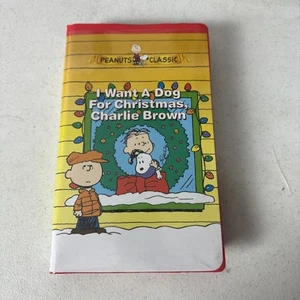 PEANUTS CLASSIC
I Want A Dog
For Christmas,
Charlie Brown